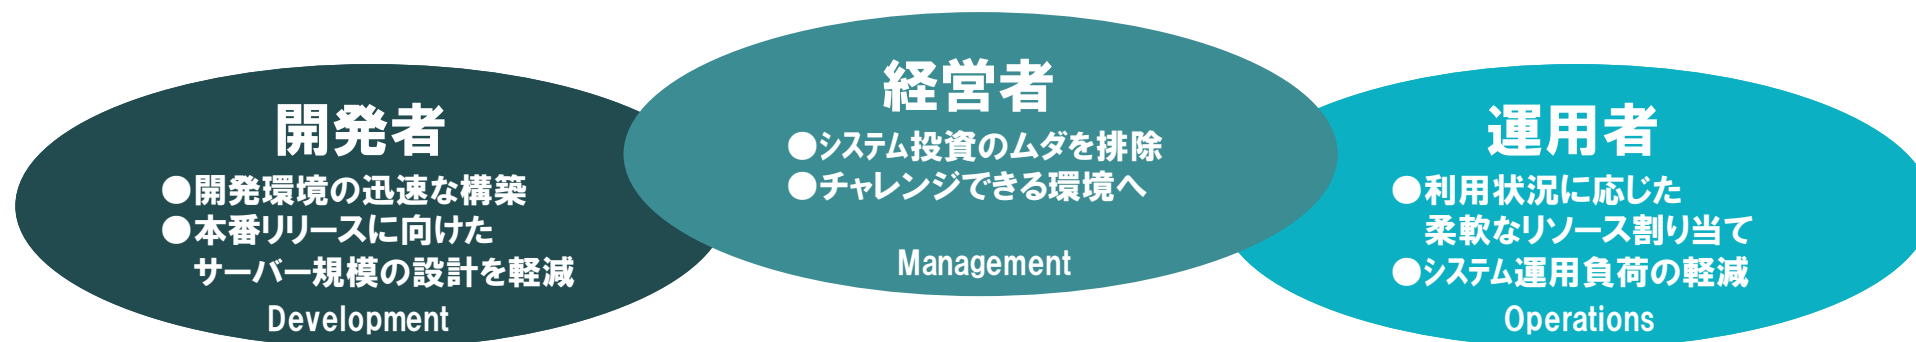 開発者
●開発環境の迅速な構築
●本番リリースに向けた
サーバー規模の設計を軽減
Development
経営者
●システム投資のムダを排除
●チャレンジできる環境へ
Management
運用者
●利用状況に応じた
柔軟なリソース割り当て
●システム運用負荷の軽減
Operations